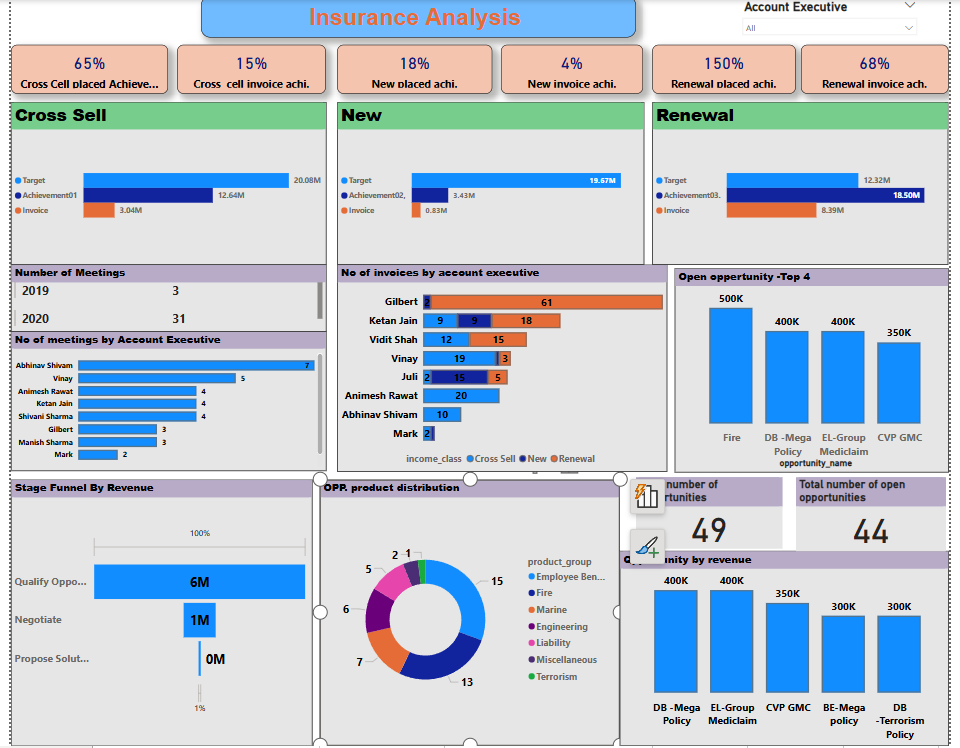 Insurance Analysis
Account Executive
All
65%
Cross Cell placed Achieve...
15%
Cross cell invoice achi.
18%
New placed achi.
4%
New invoice achi.
150%
Renewal placed achi.
68%
Renewal invoice ach.
Cross Sell
Target
20.08M
Achievement01
12.64M
Invoice
3.04M
New
Target
19.67M
Achievement02,
3.43M
Invoice
0.83M
Renewal
Target
12.32M
Achievement03.
18.50M
Invoice
8.39M
Number of Meetings
2019 3
2020 31
No of meetings by Account Executive
Abhinav Shivam 7
Vinay 5
Animesh Rawat 4
Ketan Jain 4
Shivani Sharma 4
Gilbert 3
Manish Sharma 3
Mark 2
No of invoices by account executive
Gilbert 2 61
Ketan Jain 9 9 18
Vidit Shah 12 15
Vinay 19 3
Juli 2 15 5
Animesh Rawat 20
Abhinav Shivam 10
Mark 2
income_class Cross Sell New Renewal
Open opportunity -Top 4
500K
400K
400K
350K
Fire
DB -Mega
Policy
EL-Group
Mediclaim
CVP GMC
opportunity_name
Stage Funnel By Revenue
100%
Qualify Oppo... 6M
Negotiate 1M
Propose Solut... 0M
1%
OPP. product distribution
15
13
7
6
5
2
1
product_group
Employee Ben...
Fire
Marine
Engineering
Liability
Miscellaneous
Terrorism
number of
rtunities
49
Total number of open
opportunities
44
unity by revenue
400K
400K
350K
300K
300K
DB -Mega
Policy
EL-Group
Mediclaim
CVP GMC
BE-Mega
policy
DB
-Terrorism
Policy